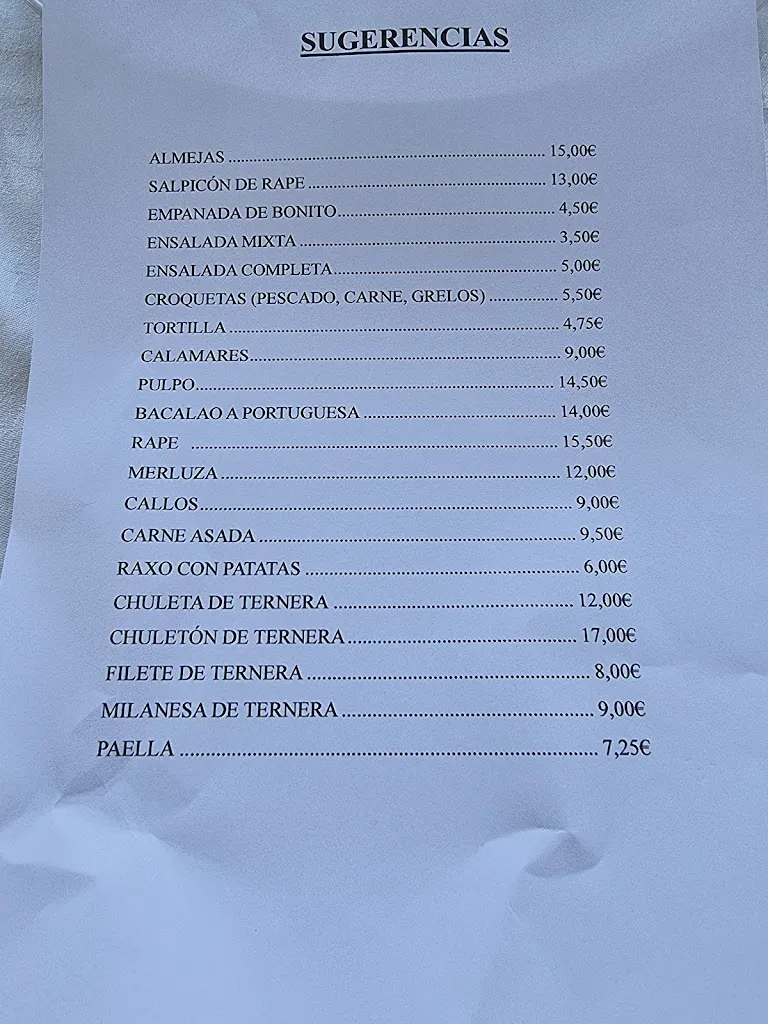 SUGERENCIAS
ALMEJAS ........................................................................... 15,00€
SALPICÓN DE RAPE ......................................................... 13,00€
EMPANADA DE BONITO.................................................... 4,50€
ENSALADA MIXTA ............................................................. 3,50€
ENSALADA COMPLETA..................................................... 5,00€
CROQUETAS (PESCADO, CARNE, GRELOS) ................ 5,50€
TORTILLA .............................................................................. 4,75€
CALAMARES......................................................................... 9,00€
PULPO.................................................................................... 14,50€
BACALAO A PORTUGUESA ............................................. 14,00€
RAPE ..................................................................................... 15,50€
MERLUZA ............................................................................. 12,00€
CALLOS.................................................................................. 9,00€
CARNE ASADA ..................................................................... 9,50€
RAXO CON PATATAS ........................................................... 6,00€
CHULETA DE TERNERA .................................................... 12,00€
CHULETÓN DE TERNERA................................................. 17,00€
FILETE DE TERNERA .......................................................... 8,00€
MILANESA DE TERNERA ................................................... 9,00€
PAELLA .................................................................................. 7,25€